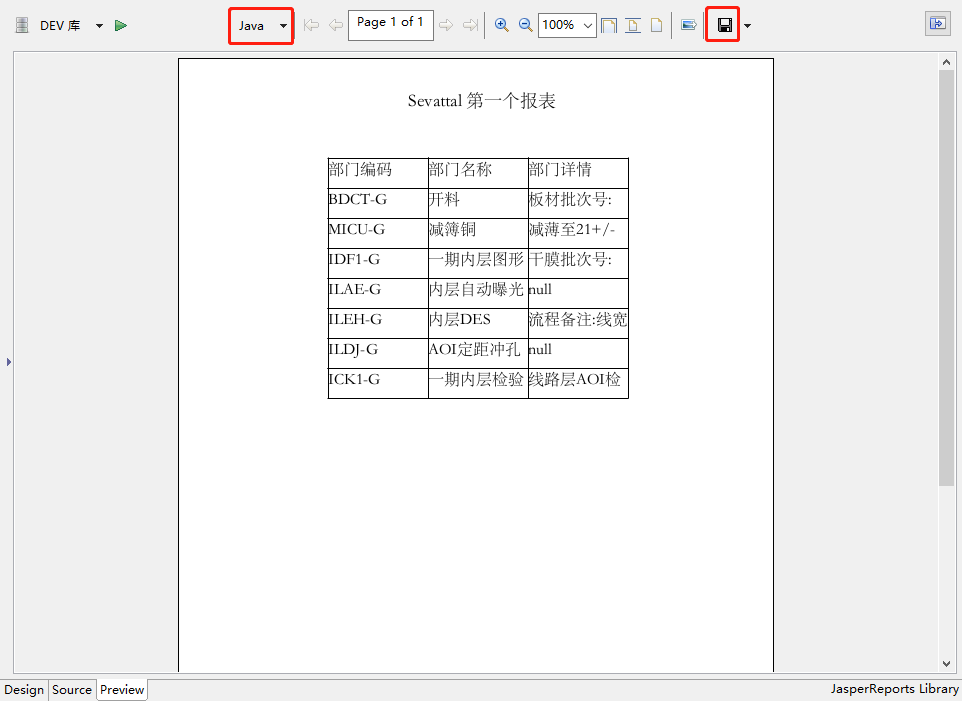 DEV 库 Java Page 1 of 1 100%
Sevattal 第一个报表
部门编码 部门名称 部门详情
BDCT-G 开料 板材批次号:
MICU-G 减簿铜 减薄至21+/-
IDF1-G 一期内层图形 干膜批次号:
ILAE-G 内层自动曝光 null
ILEH-G 内层DES 流程备注:线宽
ILDJ-G AOI定距冲孔 null
ICK1-G 一期内层检验 线路层AOI检
Design Source Preview JasperReports Library